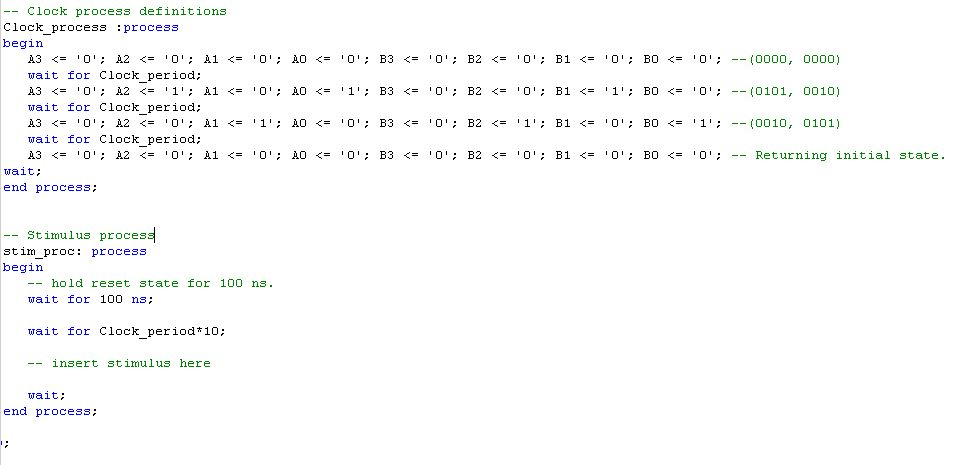 -- Clock process definitions
Clock_process :process
begin
A3 <= '0'; A2 <= '0'; A1 <= '0'; A0 <= '0'; B3 <= '0'; B2 <= '0'; B1 <= '0'; B0 <= '0'; --(0000, 0000)
wait for Clock_period;
A3 <= '0'; A2 <= '1'; A1 <= '0'; A0 <= '1'; B3 <= '0'; B2 <= '0'; B1 <= '1'; B0 <= '0'; --(0101, 0010)
wait for Clock_period;
A3 <= '0'; A2 <= '0'; A1 <= '1'; A0 <= '0'; B3 <= '0'; B2 <= '1'; B1 <= '0'; B0 <= '1'; --(0010, 0101)
wait for Clock_period;
A3 <= '0'; A2 <= '0'; A1 <= '0'; A0 <= '0'; B3 <= '0'; B2 <= '0'; B1 <= '0'; B0 <= '0'; -- Returning initial state.
wait;
end process;
-- Stimulus process
stim_proc: process
begin
-- hold reset state for 100 ns.
wait for 100 ns;
wait for Clock_period*10;
-- insert stimulus here
wait;
end process;
;